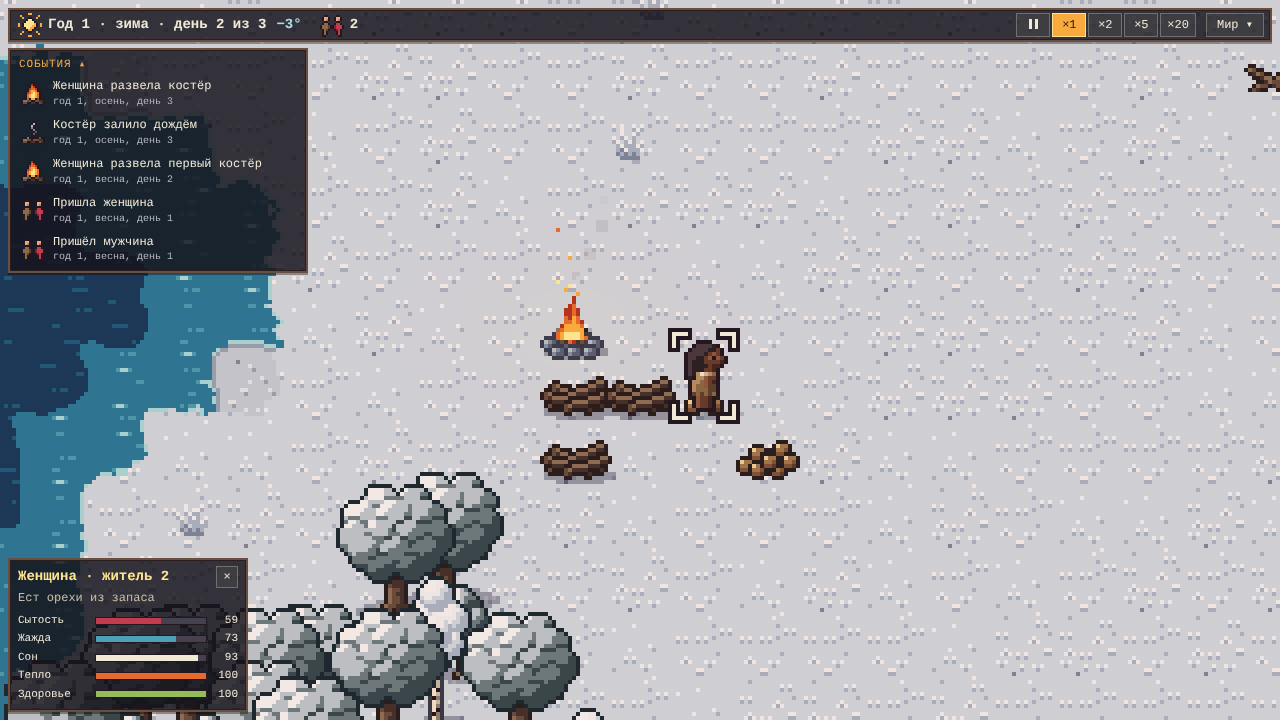 Год 1 · зима · день 2 из 3 −3° 2
×1 ×2 ×5 ×20 Мир ▾
СОБЫТИЯ ▴
Женщина развела костёр
год 1, осень, день 3
Костёр залило дождём
год 1, осень, день 3
Женщина развела первый костёр
год 1, весна, день 2
Пришла женщина
год 1, весна, день 1
Пришёл мужчина
год 1, весна, день 1
Женщина · житель 2 ×
Ест орехи из запаса
Сытость 59
Жажда 73
Сон 93
Тепло 100
Здоровье 100